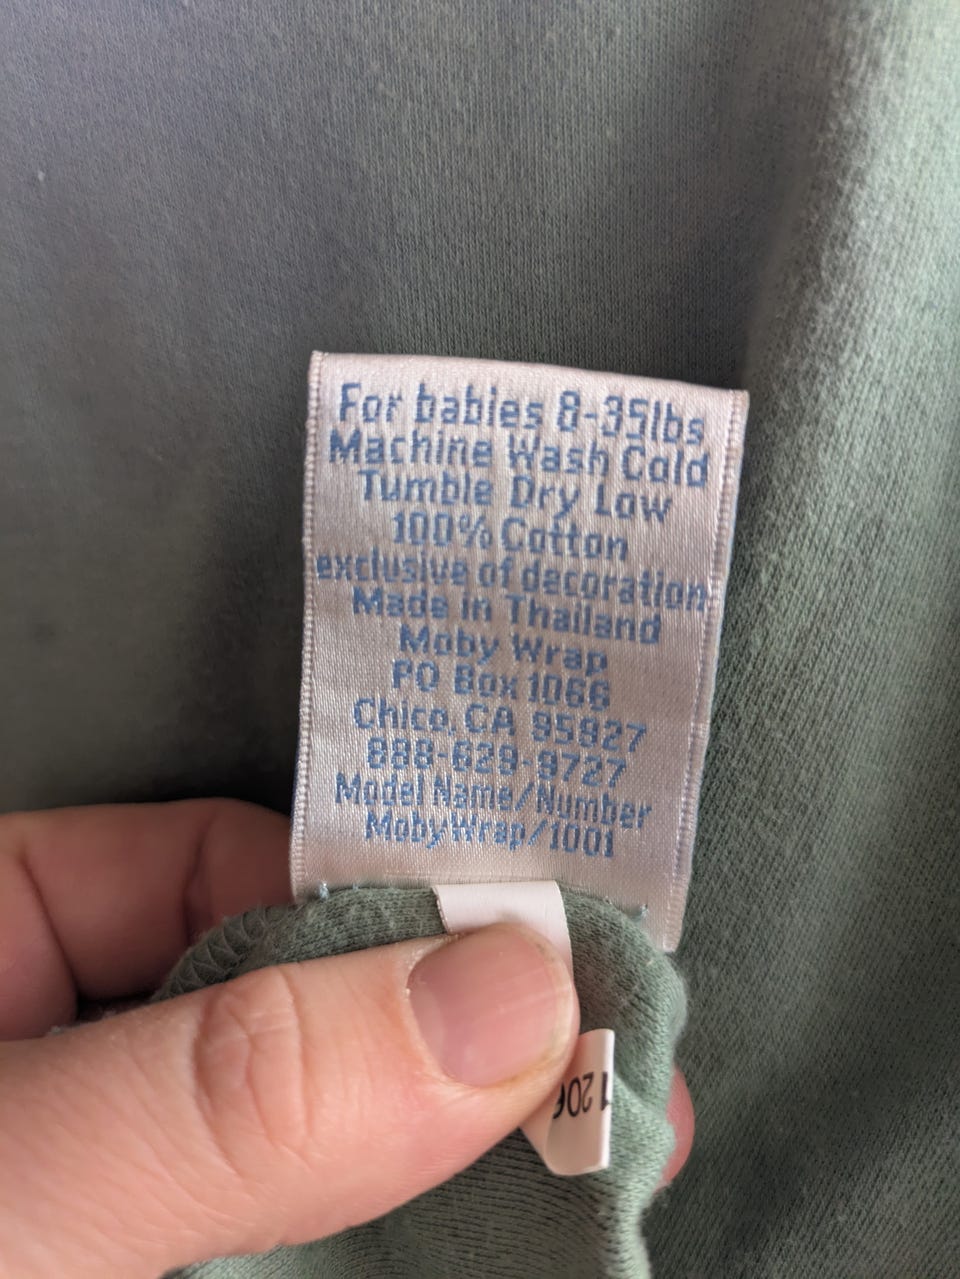 For babies 8-35lbs
Machine Wash Cold
Tumble Dry Low
100% Cotton
exclusive of decoration
Made in Thailand
Moby Wrap
PO Box 1066
Chico, CA 95927
888-629-9727
Model Name/Number
MobyWrap/1001
1206